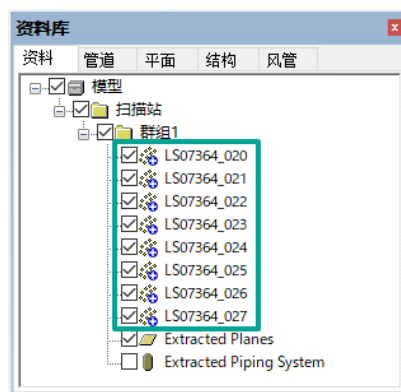 资料库
资料 管道 平面 结构 风管
模型
扫描站
群组1
LS07364_020
LS07364_021
LS07364_022
LS07364_023
LS07364_024
LS07364_025
LS07364_026
LS07364_027
Extracted Planes
Extracted Piping System